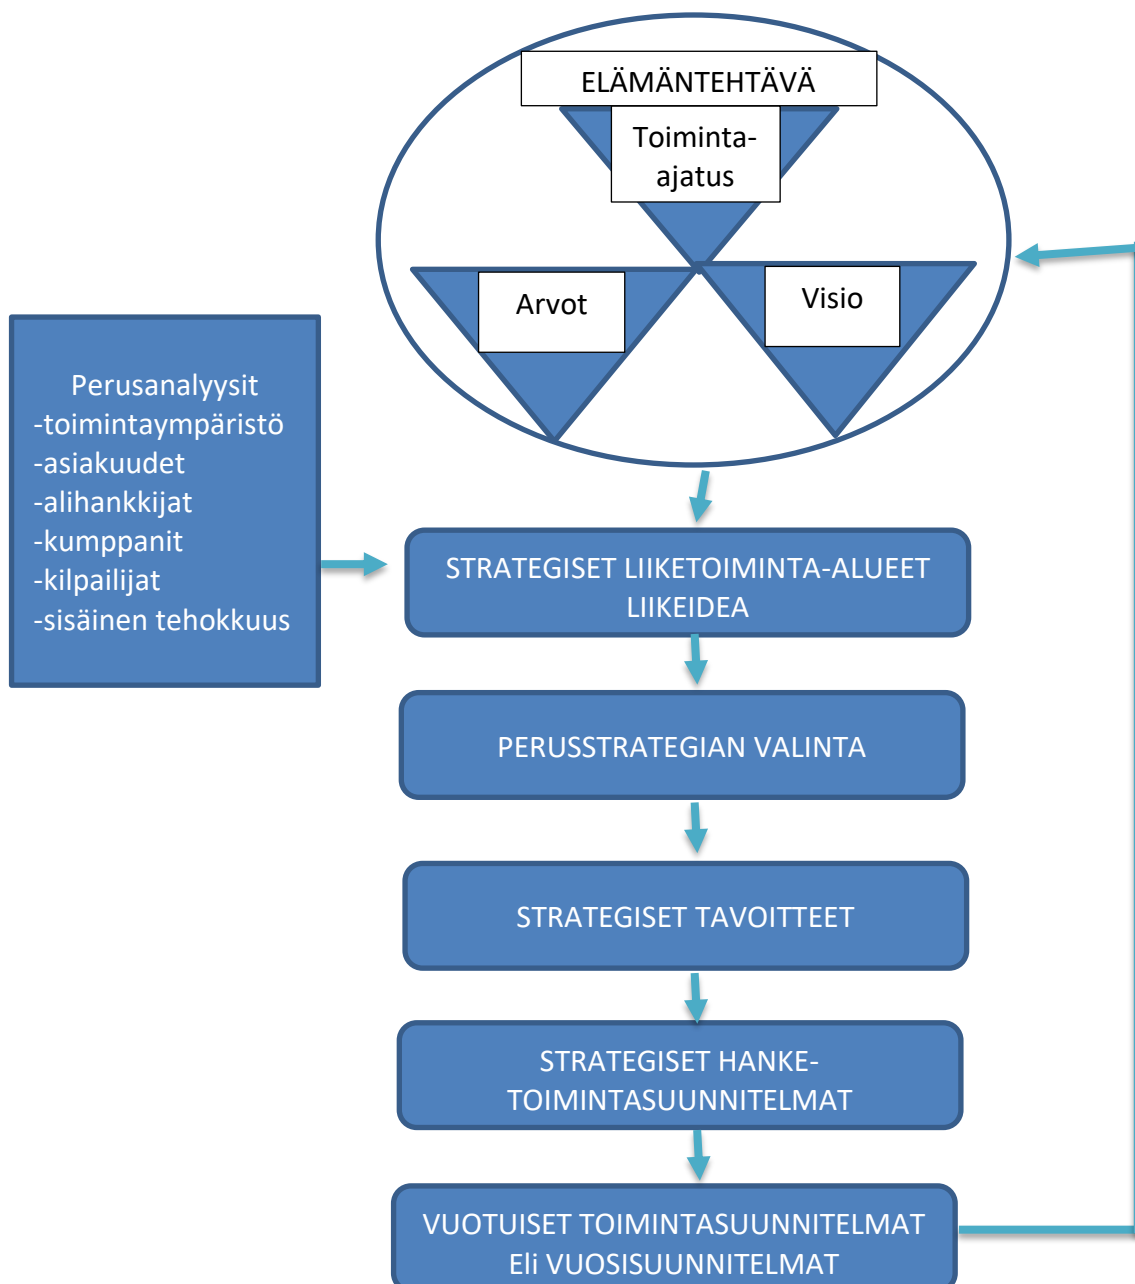 ELÄMÄNTEHTÄVÄ
Toiminta-
ajatus
Arvot
Visio
Perusanalyysit
-toimintaympäristö
-asiakuudet
-alihankkijat
-kumppanit
-kilpailijat
-sisäinen tehokkuus
STRATEGISET LIIKETOIMINTA-ALUEET
LIIKEIDEA
PERUSSTRATEGIAN VALINTA
STRATEGISET TAVOITTEET
STRATEGISET HANKE-
TOIMINTASUUNNITELMAT
VUOTUISET TOIMINTASUUNNITELMAT
Eli VUOSISUUNNITELMAT